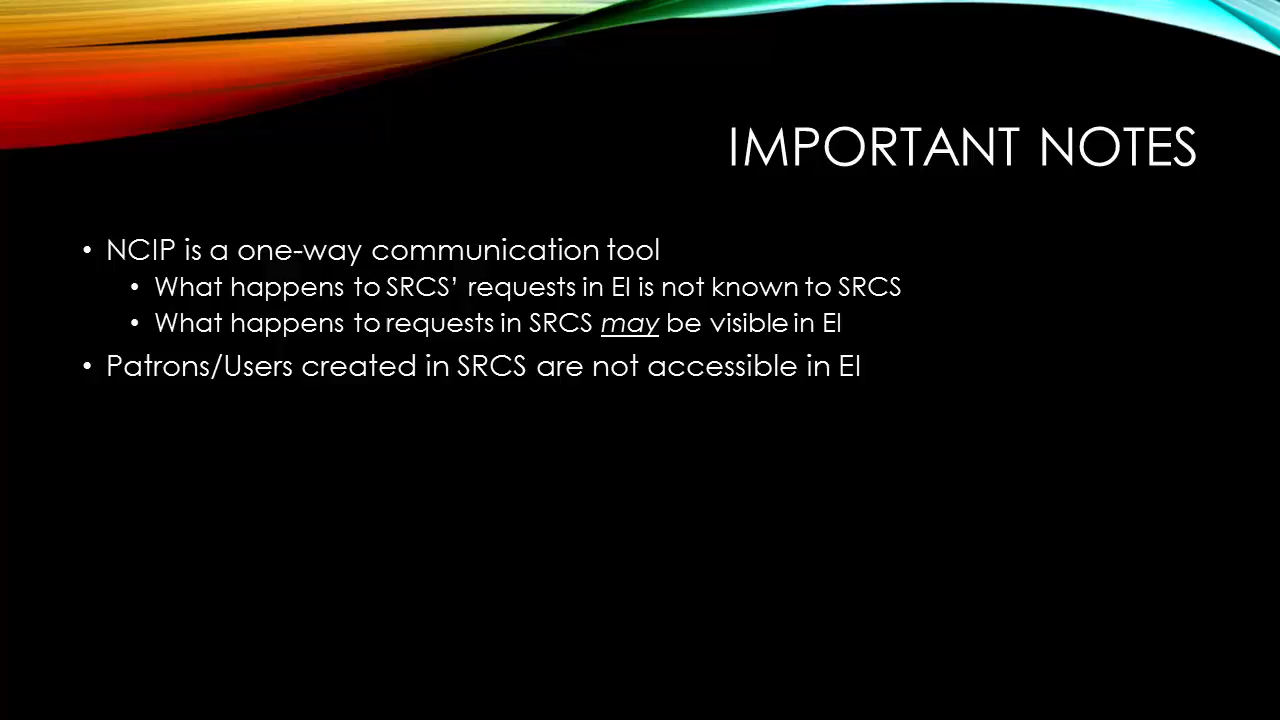 IMPORTANT NOTES
• NCIP is a one-way communication tool
• What happens to SRCS’ requests in EI is not known to SRCS
• What happens to requests in SRCS may be visible in EI
• Patrons/Users created in SRCS are not accessible in EI